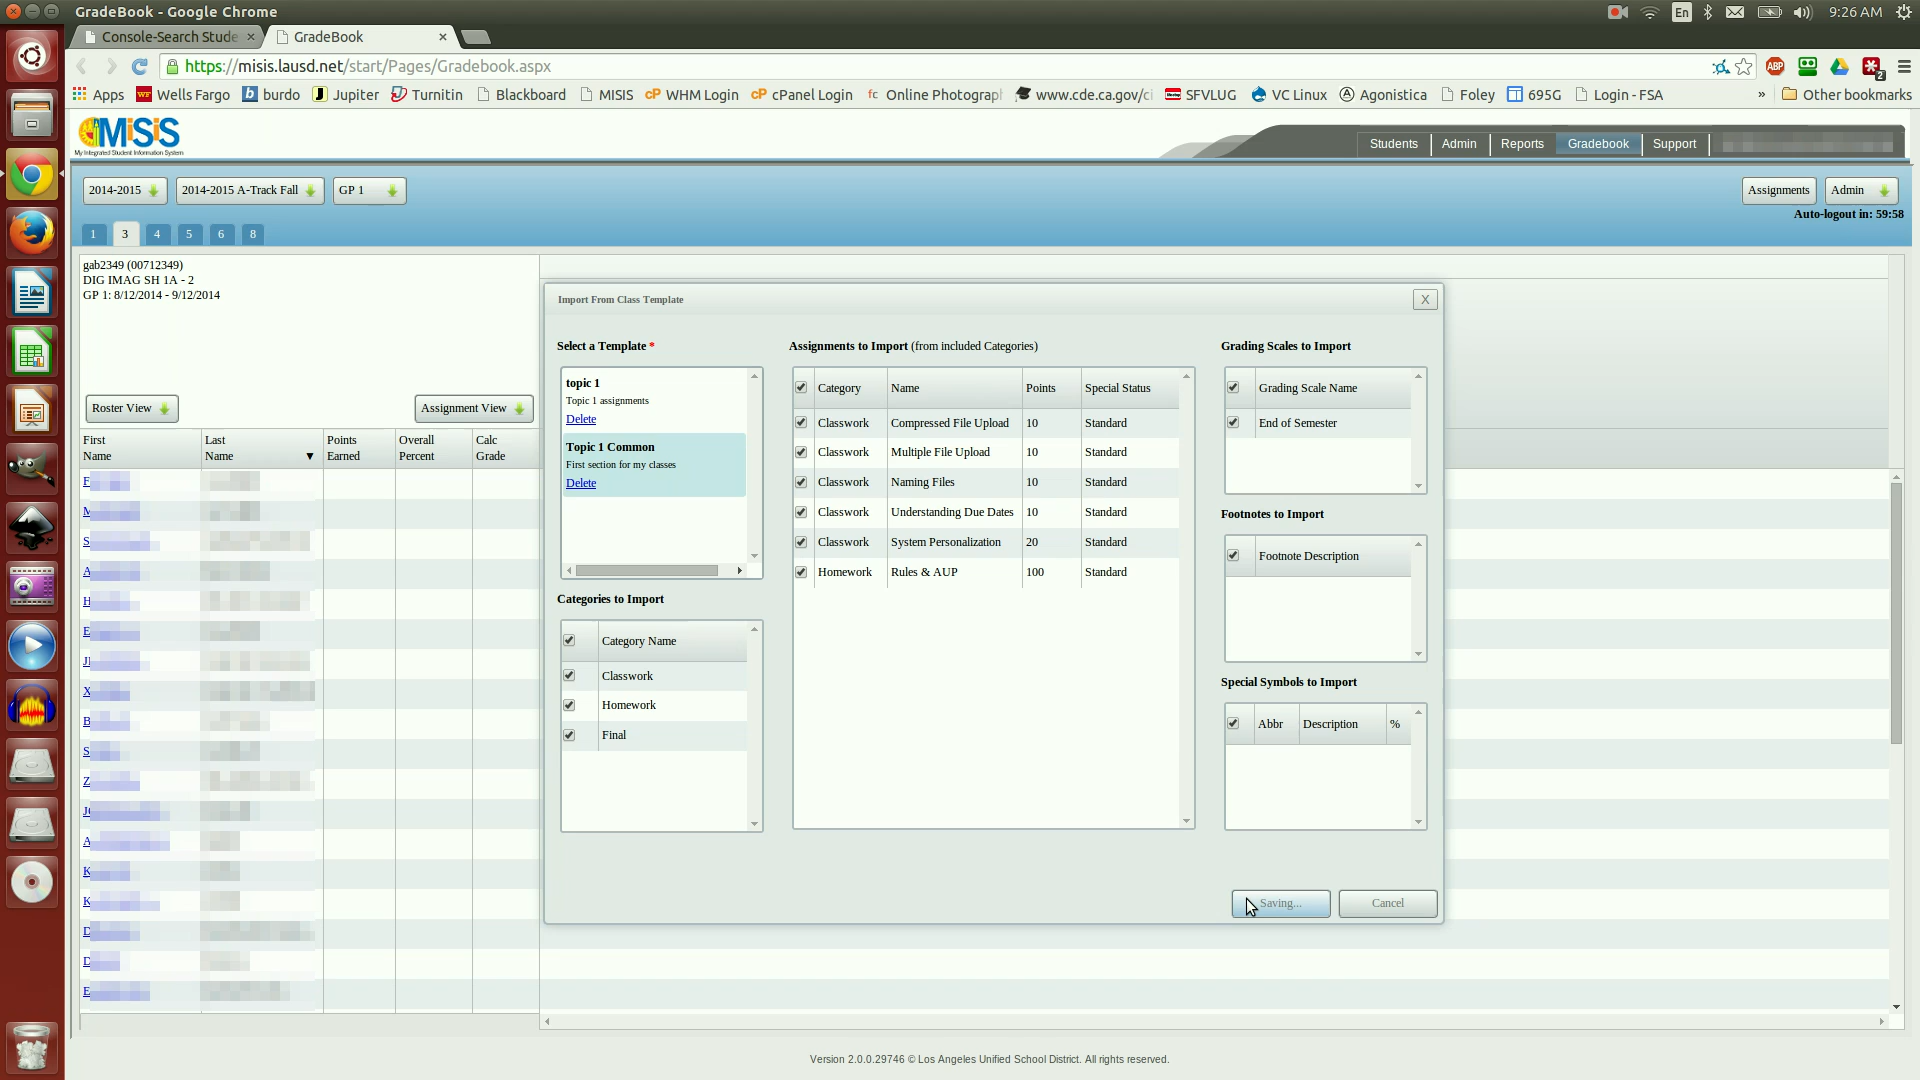 GradeBook - Google Chrome
En
9:26 AM
Console-Search Stude
GradeBook
https://misis.lausd.net/start/Pages/Gradebook.aspx
ABP
2
Apps
WF Wells Fargo
b burdo
J Jupiter
Turnitin
Blackboard
MISIS
cP WHM Login
cP cPanel Login
fc Online Photograp
www.cde.ca.gov/ci
SFVLUG
VC Linux
Agonistica
Foley
695G
Login - FSA
»
Other bookmarks
MiSiS
My Integrated Student Information System
Students
Admin
Reports
Gradebook
Support
2014-2015
2014-2015 A-Track Fall
GP 1
Assignments
Admin
Auto-logout in: 59:58
1 3 4 5 6 8
gab2349 (00712349)
DIG IMAG SH 1A - 2
GP 1: 8/12/2014 - 9/12/2014
Roster View
Assignment View
First Name
Last Name
Points Earned
Overall Percent
Calc Grade
F
M
S
A
H
E
X
B
S
Z
A
K
K
D
D
E
Import From Class Template
X
Select a Template *
topic 1
Topic 1 assignments
Delete
Topic 1 Common
First section for my classes
Delete
Categories to Import
Category Name
Classwork
Homework
Final
Assignments to Import (from included Categories)
Category Name Points Special Status
Classwork Compressed File Upload 10 Standard
Classwork Multiple File Upload 10 Standard
Classwork Naming Files 10 Standard
Classwork Understanding Due Dates 10 Standard
Classwork System Personalization 20 Standard
Homework Rules & AUP 100 Standard
Grading Scales to Import
Grading Scale Name
End of Semester
Footnotes to Import
Footnote Description
Special Symbols to Import
Abbr Description %
Saving...
Cancel
Version 2.0.0.29746 © Los Angeles Unified School District. All rights reserved.